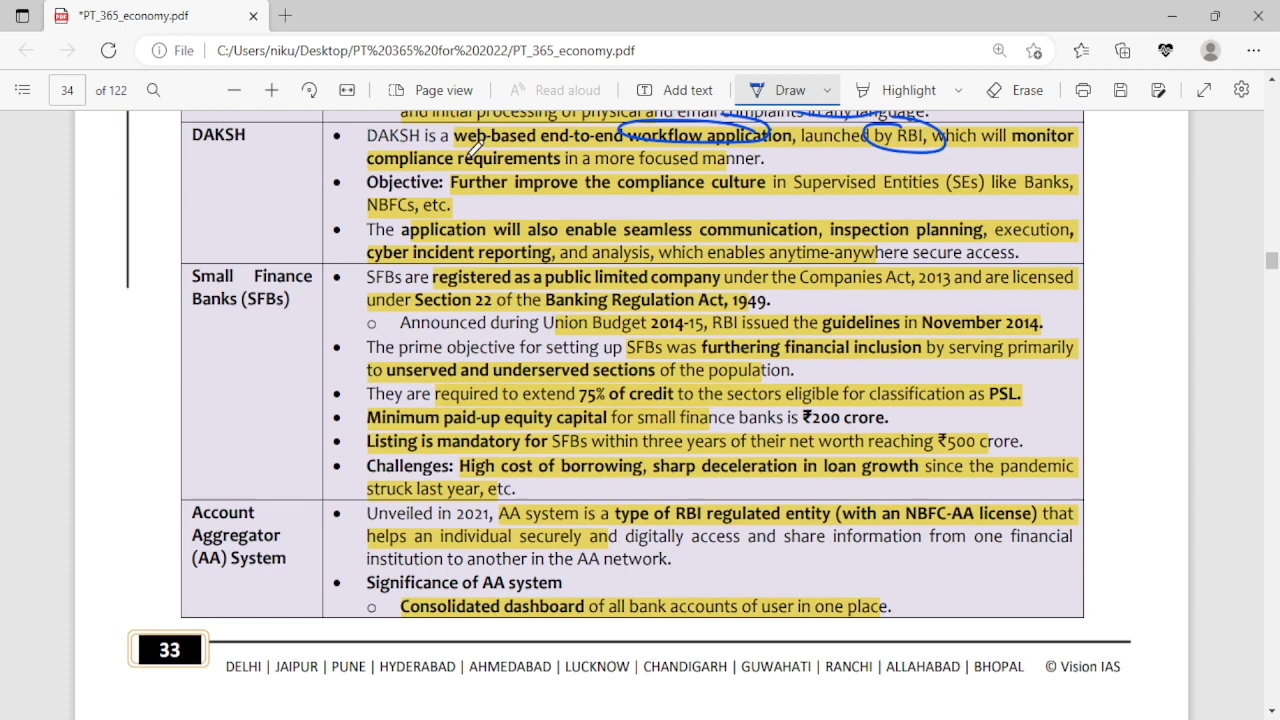 *PT_365_economy.pdf
File C:/Users/niku/Desktop/PT%20365%20for%202022/PT_365_economy.pdf
34 of 122 Page view Read aloud Add text Draw Highlight Erase
and initial processing of physical and email complaints in any language.
DAKSH
• DAKSH is a web-based end-to-end workflow application, launched by RBI, which will monitor
compliance requirements in a more focused manner.
• Objective: Further improve the compliance culture in Supervised Entities (SEs) like Banks,
NBFCs, etc.
• The application will also enable seamless communication, inspection planning, execution,
cyber incident reporting, and analysis, which enables anytime-anywhere secure access.
Small Finance
Banks (SFBs)
• SFBs are registered as a public limited company under the Companies Act, 2013 and are licensed
under Section 22 of the Banking Regulation Act, 1949.
o Announced during Union Budget 2014-15, RBI issued the guidelines in November 2014.
• The prime objective for setting up SFBs was furthering financial inclusion by serving primarily
to unserved and underserved sections of the population.
• They are required to extend 75% of credit to the sectors eligible for classification as PSL.
• Minimum paid-up equity capital for small finance banks is ₹200 crore.
• Listing is mandatory for SFBs within three years of their net worth reaching ₹500 crore.
• Challenges: High cost of borrowing, sharp deceleration in loan growth since the pandemic
struck last year, etc.
Account
Aggregator
(AA) System
• Unveiled in 2021, AA system is a type of RBI regulated entity (with an NBFC-AA license) that
helps an individual securely and digitally access and share information from one financial
institution to another in the AA network.
• Significance of AA system
o Consolidated dashboard of all bank accounts of user in one place.
33
DELHI | JAIPUR | PUNE | HYDERABAD | AHMEDABAD | LUCKNOW | CHANDIGARH | GUWAHATI | RANCHI | ALLAHABAD | BHOPAL © Vision IAS